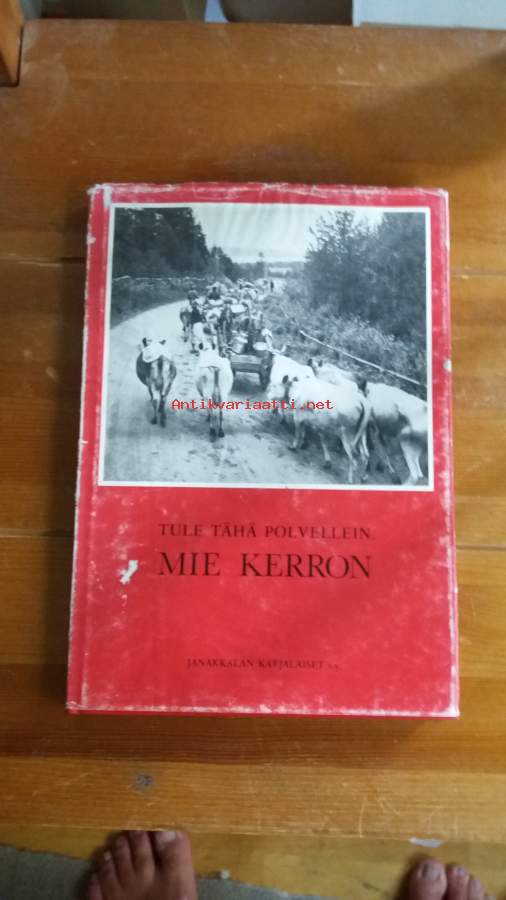 Antikvariaatti.net
TULE TÄHÄ POLVELLEIN,
MIE KERRON
JANAKKALAN KARJALAISET r.y.